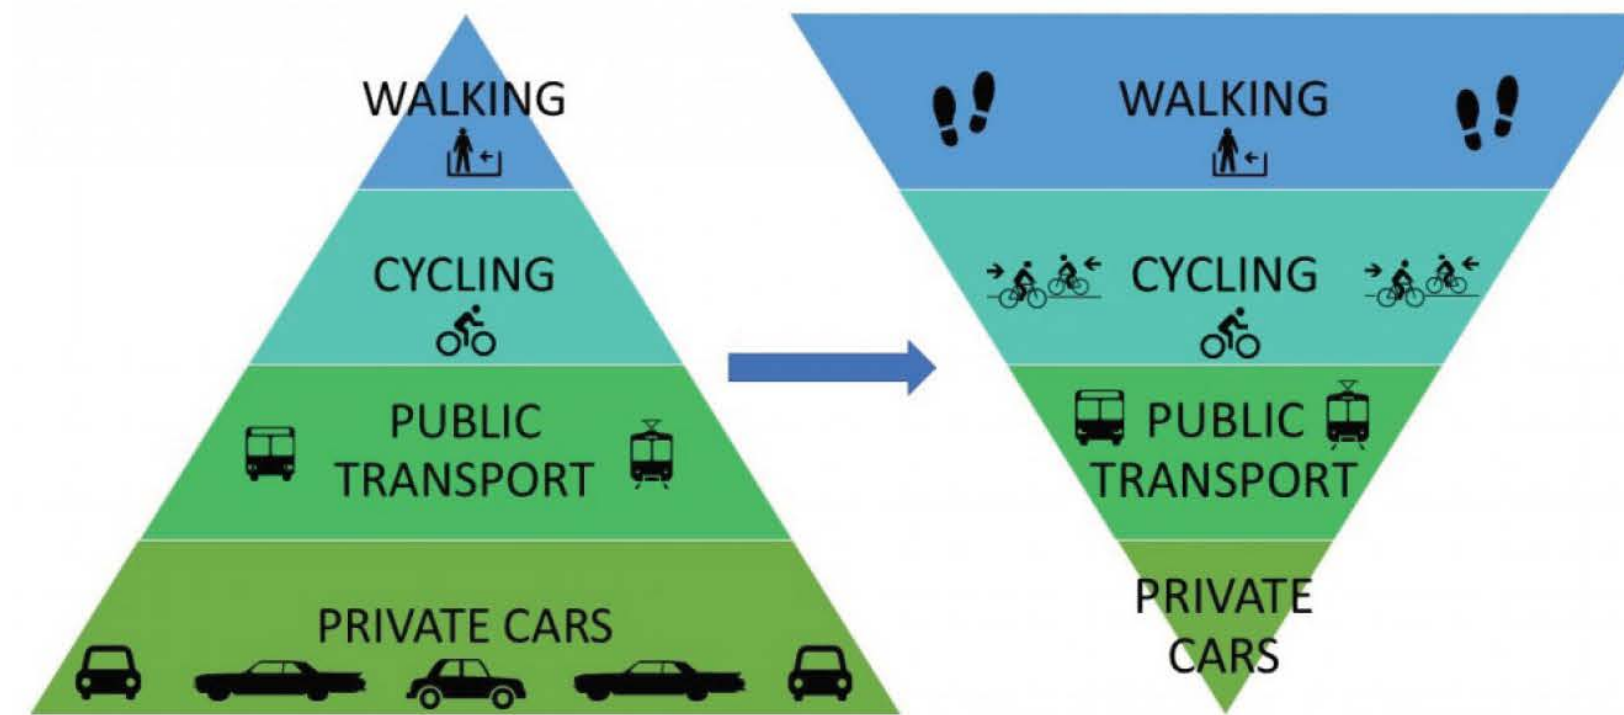 WALKING
CYCLING
PUBLIC
TRANSPORT
PRIVATE CARS
WALKING
CYCLING
PUBLIC
TRANSPORT
PRIVATE
CARS